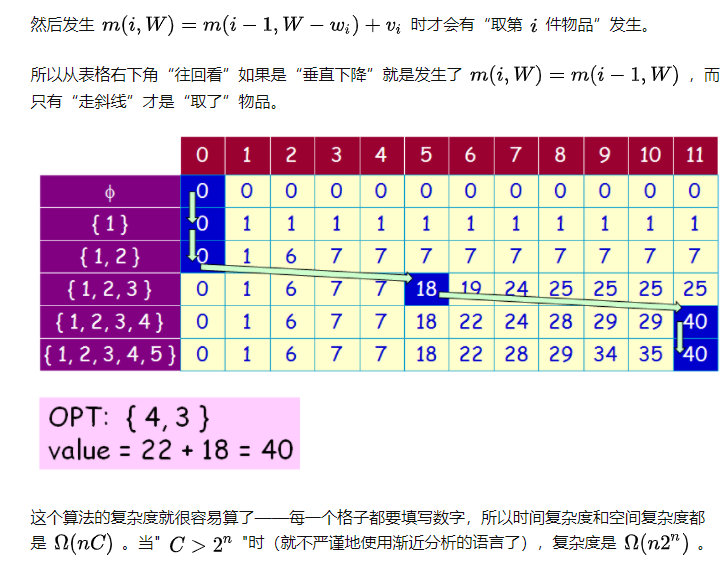 然后发生 m(i, W) = m(i − 1, W − wᵢ) + vᵢ 时才会有“取第 i 件物品”发生。
所以从表格右下角“往回看”如果是“垂直下降”就是发生了 m(i, W) = m(i − 1, W) ，而
只有“走斜线”才是“取了”物品。
0 1 2 3 4 5 6 7 8 9 10 11
ϕ 0 0 0 0 0 0 0 0 0 0 0 0
{ 1 } 0 1 1 1 1 1 1 1 1 1 1 1
{ 1, 2 } 0 1 6 7 7 7 7 7 7 7 7 7
{ 1, 2, 3 } 0 1 6 7 7 18 19 24 25 25 25 25
{ 1, 2, 3, 4 } 0 1 6 7 7 18 22 24 28 29 29 40
{ 1, 2, 3, 4, 5 } 0 1 6 7 7 18 22 28 29 34 35 40
OPT: { 4, 3 }
value = 22 + 18 = 40
这个算法的复杂度就很容易算了——每一个格子都要填写数字，所以时间复杂度和空间复杂度都
是 Ω(nC) 。当" C > 2ⁿ "时（就不严谨地使用渐近分析的语言了），复杂度是 Ω(n2ⁿ) 。